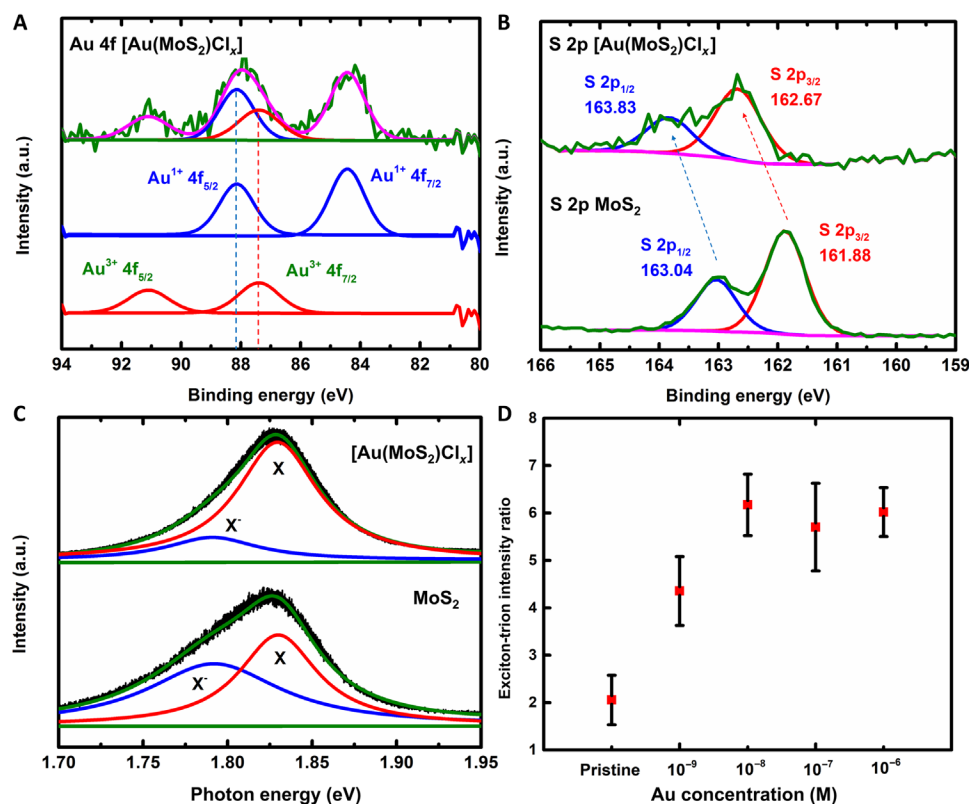 A
Au 4f [Au(MoS₂)Clₓ]
Au¹⁺ 4f₅/₂
Au¹⁺ 4f₇/₂
Au³⁺ 4f₅/₂
Au³⁺ 4f₇/₂
Intensity (a.u.)
94 92 90 88 86 84 82 80
Binding energy (eV)
B
S 2p [Au(MoS₂)Clₓ]
S 2p₁/₂
163.83
S 2p₃/₂
162.67
S 2p MoS₂
S 2p₁/₂
163.04
S 2p₃/₂
161.88
Intensity (a.u.)
166 165 164 163 162 161 160 159
Binding energy (eV)
C
[Au(MoS₂)Clₓ]
X
X⁻
MoS₂
X
X⁻
Intensity (a.u.)
1.70 1.75 1.80 1.85 1.90 1.95
Photon energy (eV)
D
Exciton-trion intensity ratio
8
7
6
5
4
3
2
1
Pristine 10⁻⁹ 10⁻⁸ 10⁻⁷ 10⁻⁶
Au concentration (M)